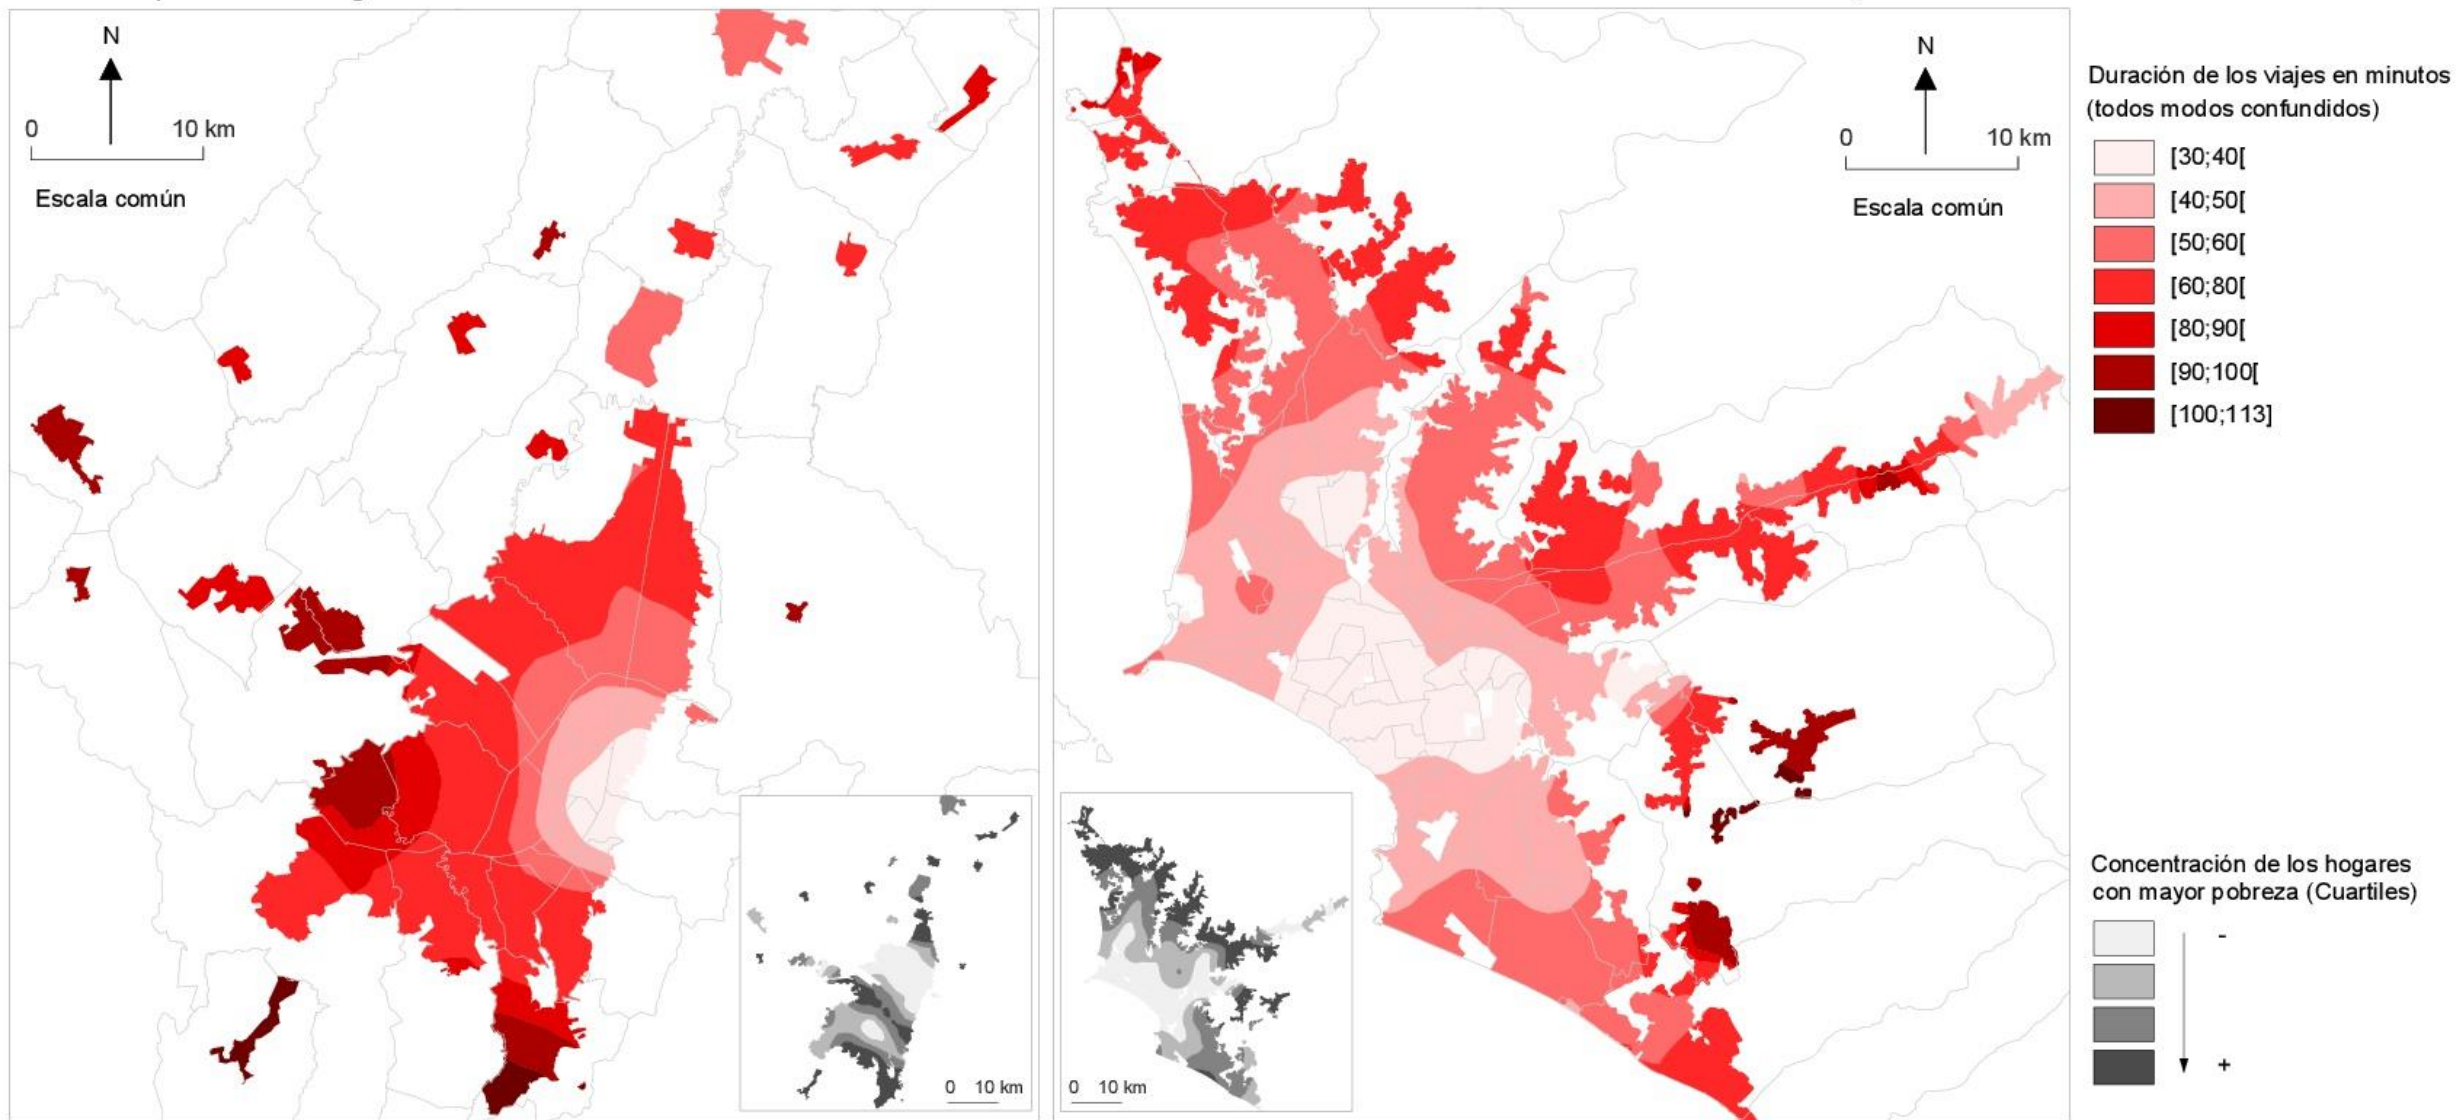 N
0 10 km
Escala común
0 10 km
N
0 10 km
Escala común
0 10 km
Duración de los viajes en minutos
(todos modos confundidos)
[30;40[
[40;50[
[50;60[
[60;80[
[80;90[
[90;100[
[100;113]
Concentración de los hogares
con mayor pobreza (Cuartiles)
-
+